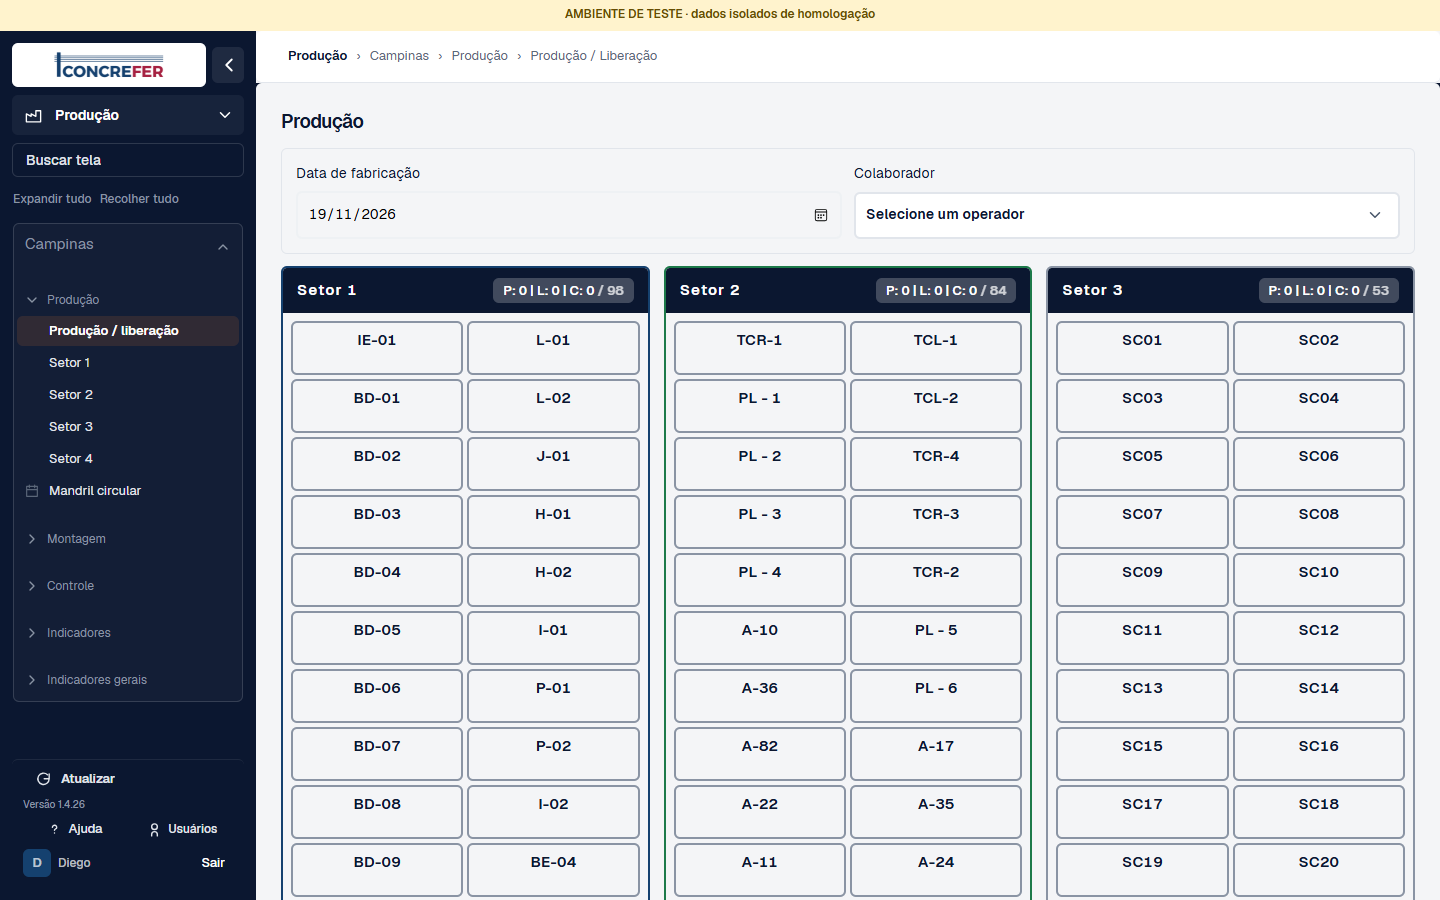 AMBIENTE DE TESTE · dados isolados de homologação
CONCREFER
Produção
Buscar tela
Expandir tudo Recolher tudo
Campinas
Produção
Produção / liberação
Setor 1
Setor 2
Setor 3
Setor 4
Mandril circular
Montagem
Controle
Indicadores
Indicadores gerais
Atualizar
Versão 1.4.26
? Ajuda Usuários
D Diego Sair
Produção › Campinas › Produção › Produção / Liberação
Produção
Data de fabricação
19/11/2026
Colaborador
Selecione um operador
Setor 1 P: 0 | L: 0 | C: 0 / 98
IE-01 L-01
BD-01 L-02
BD-02 J-01
BD-03 H-01
BD-04 H-02
BD-05 I-01
BD-06 P-01
BD-07 P-02
BD-08 I-02
BD-09 BE-04
Setor 2 P: 0 | L: 0 | C: 0 / 84
TCR-1 TCL-1
PL - 1 TCL-2
PL - 2 TCR-4
PL - 3 TCR-3
PL - 4 TCR-2
A-10 PL - 5
A-36 PL - 6
A-82 A-17
A-22 A-35
A-11 A-24
Setor 3 P: 0 | L: 0 | C: 0 / 53
SC01 SC02
SC03 SC04
SC05 SC06
SC07 SC08
SC09 SC10
SC11 SC12
SC13 SC14
SC15 SC16
SC17 SC18
SC19 SC20